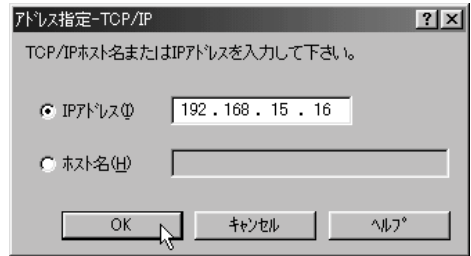 アドレス指定-TCP/IP
TCP/IPホスト名またはIPアドレスを入力して下さい。
IPアドレス(I) 192 . 168 . 15 . 16
ホスト名(H)
OK キャンセル ヘルプ